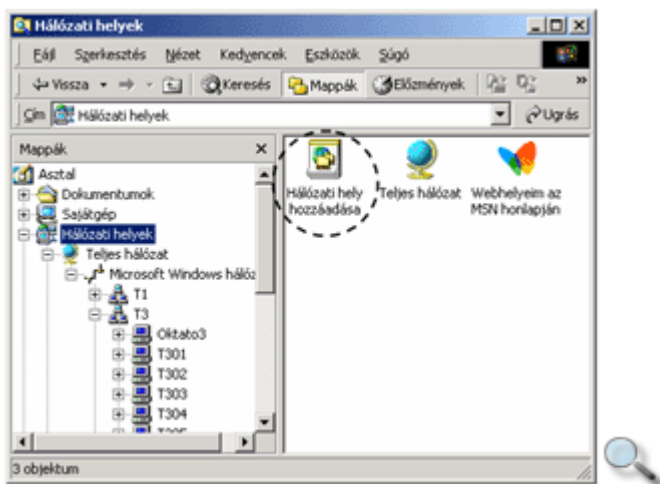 Hálózati helyek
Fájl Szerkesztés Nézet Kedvencek Eszközök Súgó
Vissza Keresés Mappák Előzmények »
Cím Hálózati helyek Ugrás
Mappák
Asztal
Dokumentumok
Sajátgép
Hálózati helyek
Teljes hálózat
Microsoft Windows hálóz
T1
T3
Oktato3
T301
T302
T303
T304
Hálózati hely
hozzáadása
Teljes hálózat
Webhelyeim az
MSN honlapján
3 objektum